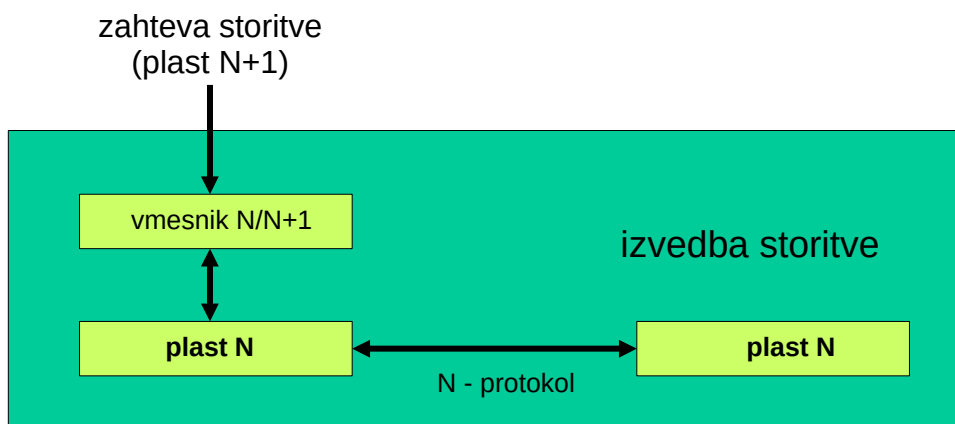 zahteva storitve
(plast N+1)
vmesnik N/N+1
izvedba storitve
plast N
plast N
N - protokol